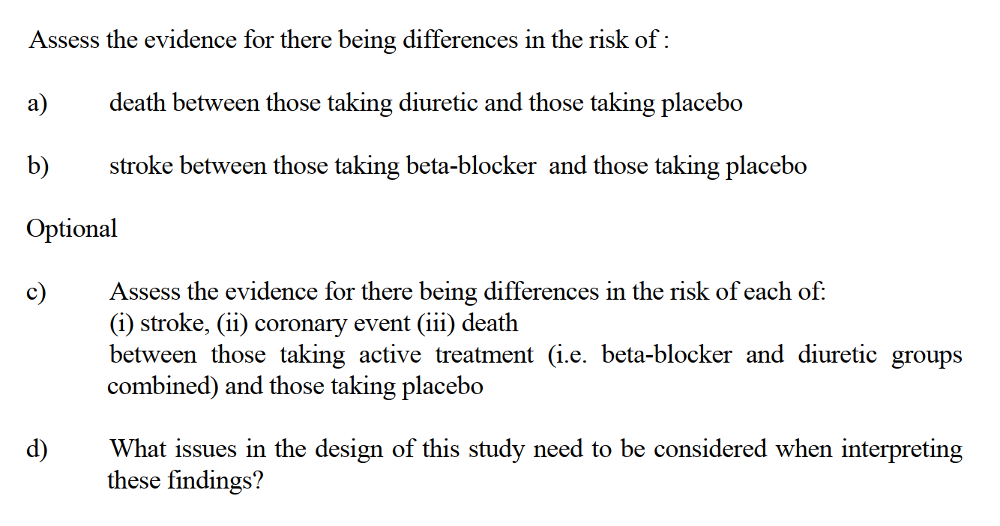 Assess the evidence for there being differences in the risk of :
a) death between those taking diuretic and those taking placebo
b) stroke between those taking beta-blocker and those taking placebo
Optional
c) Assess the evidence for there being differences in the risk of each of:
(i) stroke, (ii) coronary event (iii) death
between those taking active treatment (i.e. beta-blocker and diuretic groups
combined) and those taking placebo
d) What issues in the design of this study need to be considered when interpreting
these findings?